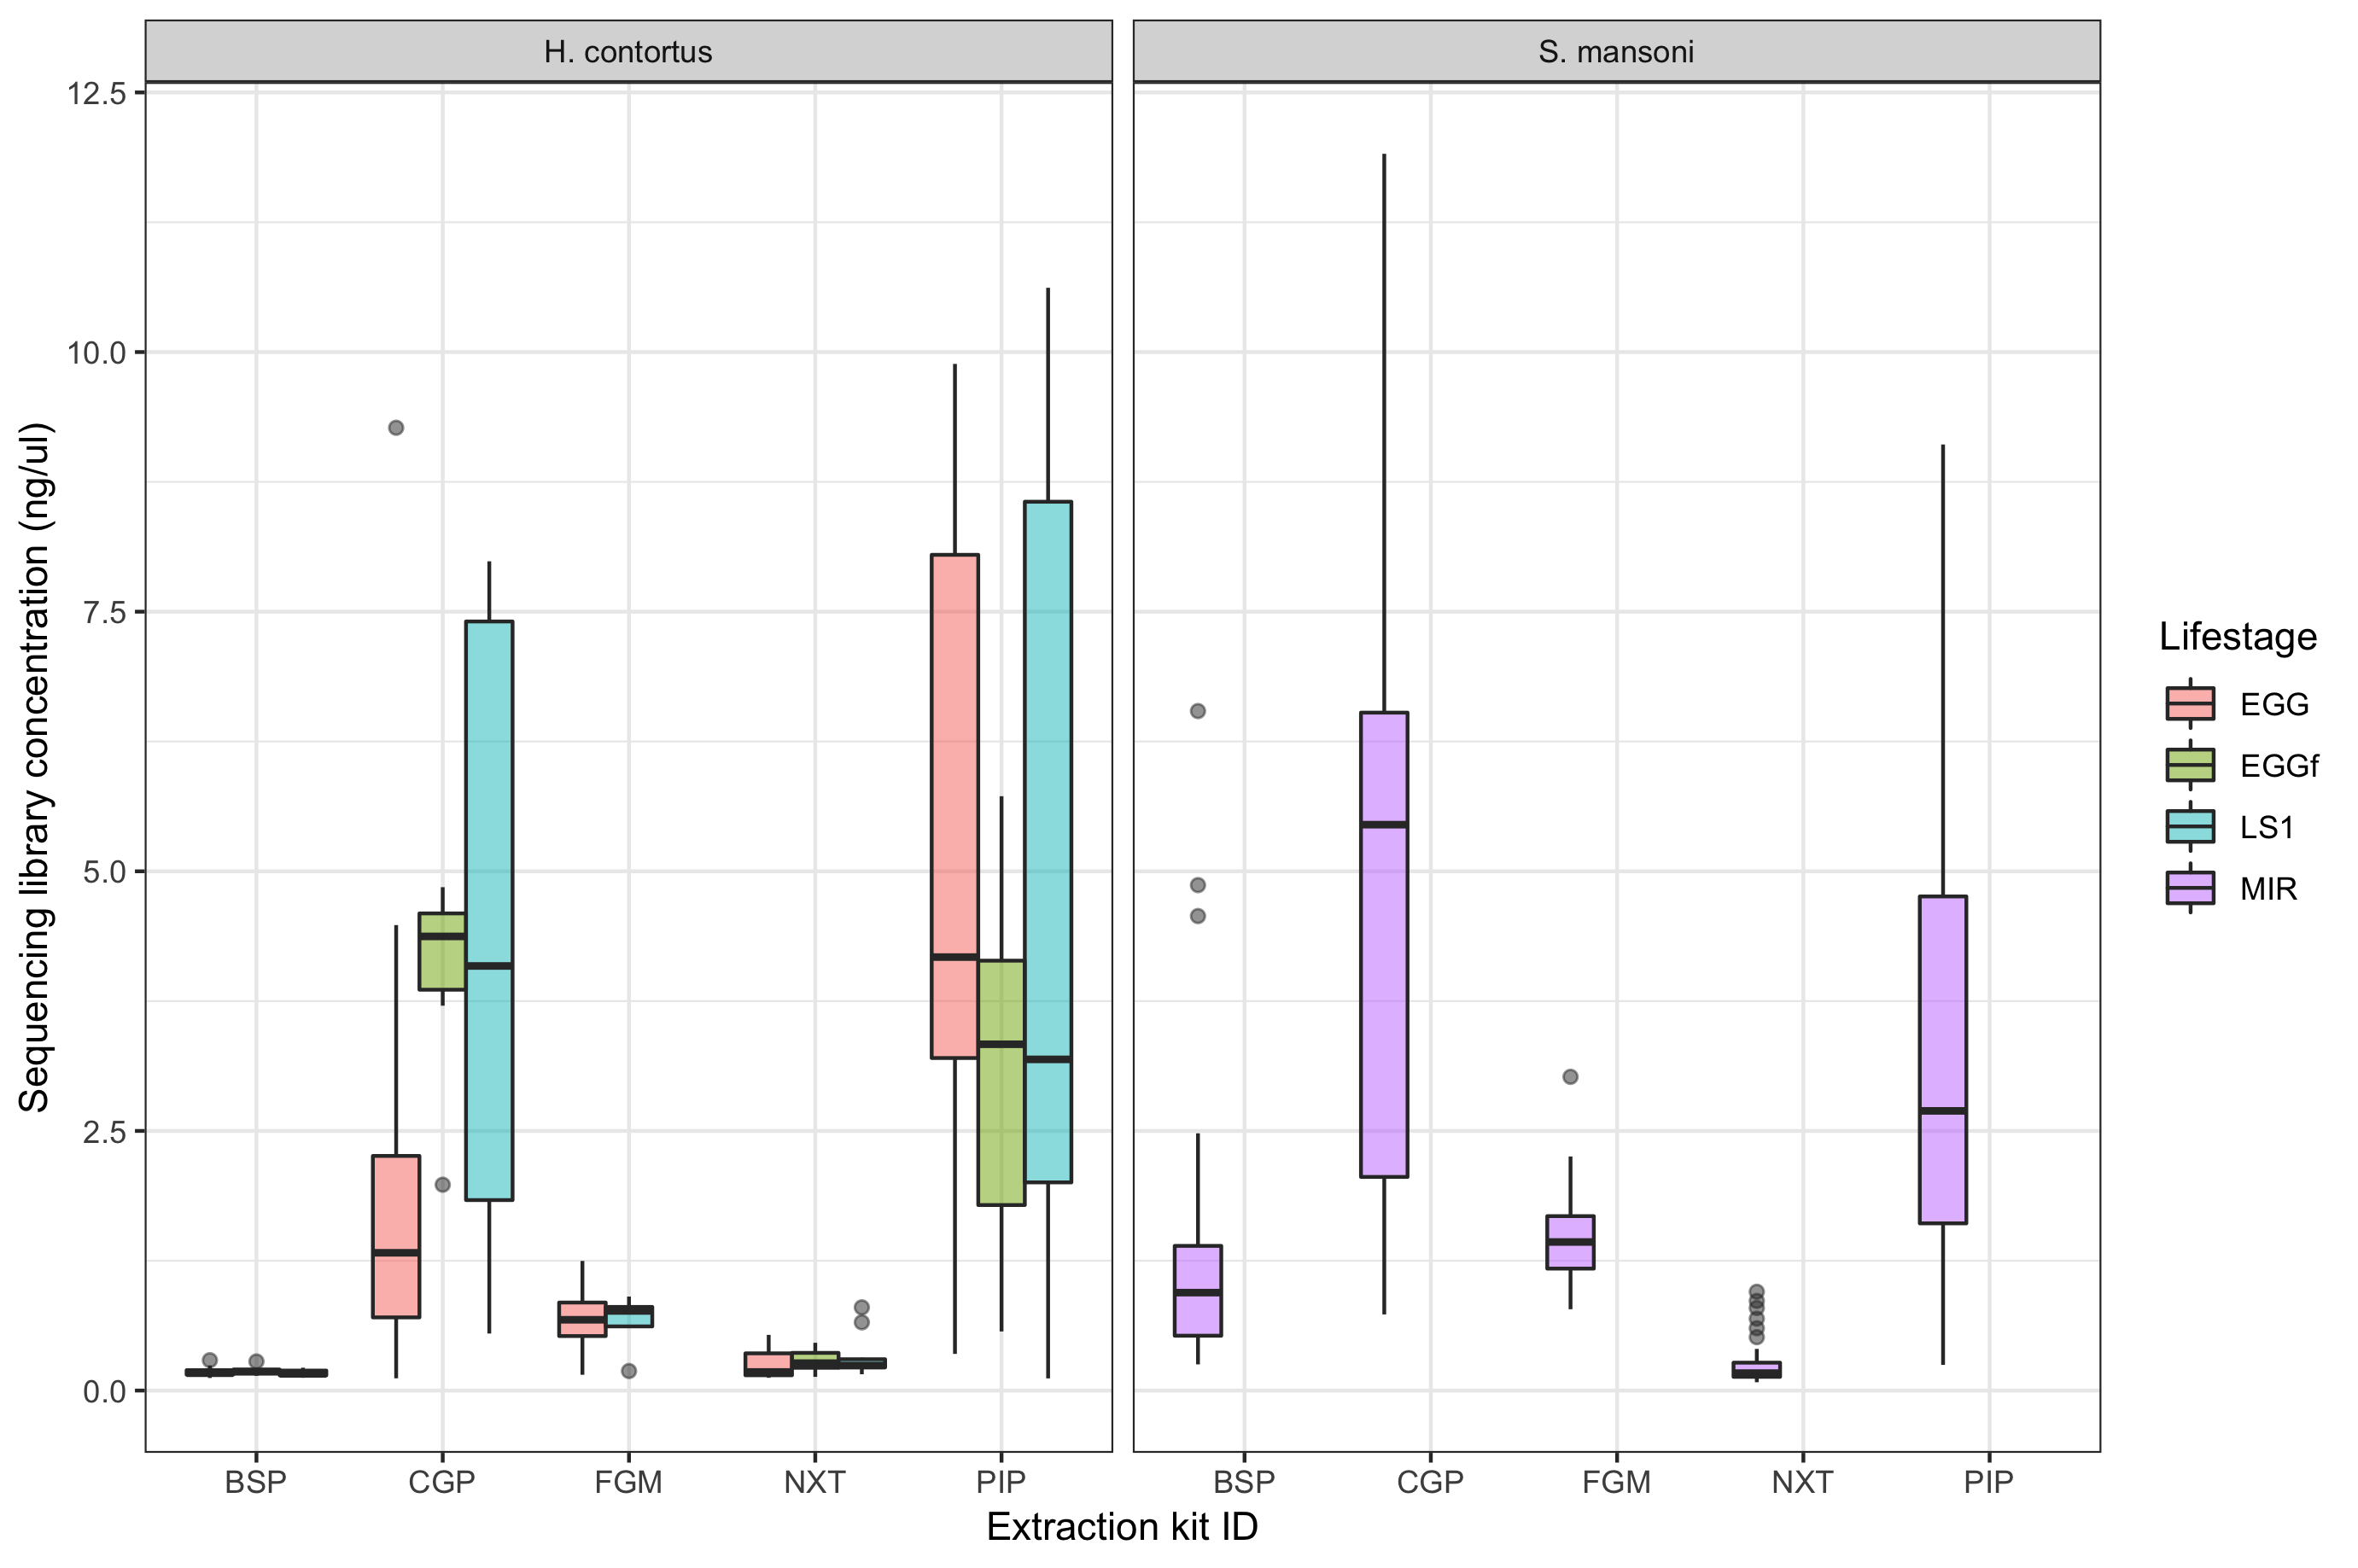 H. contortus
S. mansoni
12.5
10.0
7.5
5.0
2.5
0.0
Sequencing library concentration (ng/ul)
BSP CGP FGM NXT PIP BSP CGP FGM NXT PIP
Extraction kit ID
Lifestage
EGG
EGGf
LS1
MIR